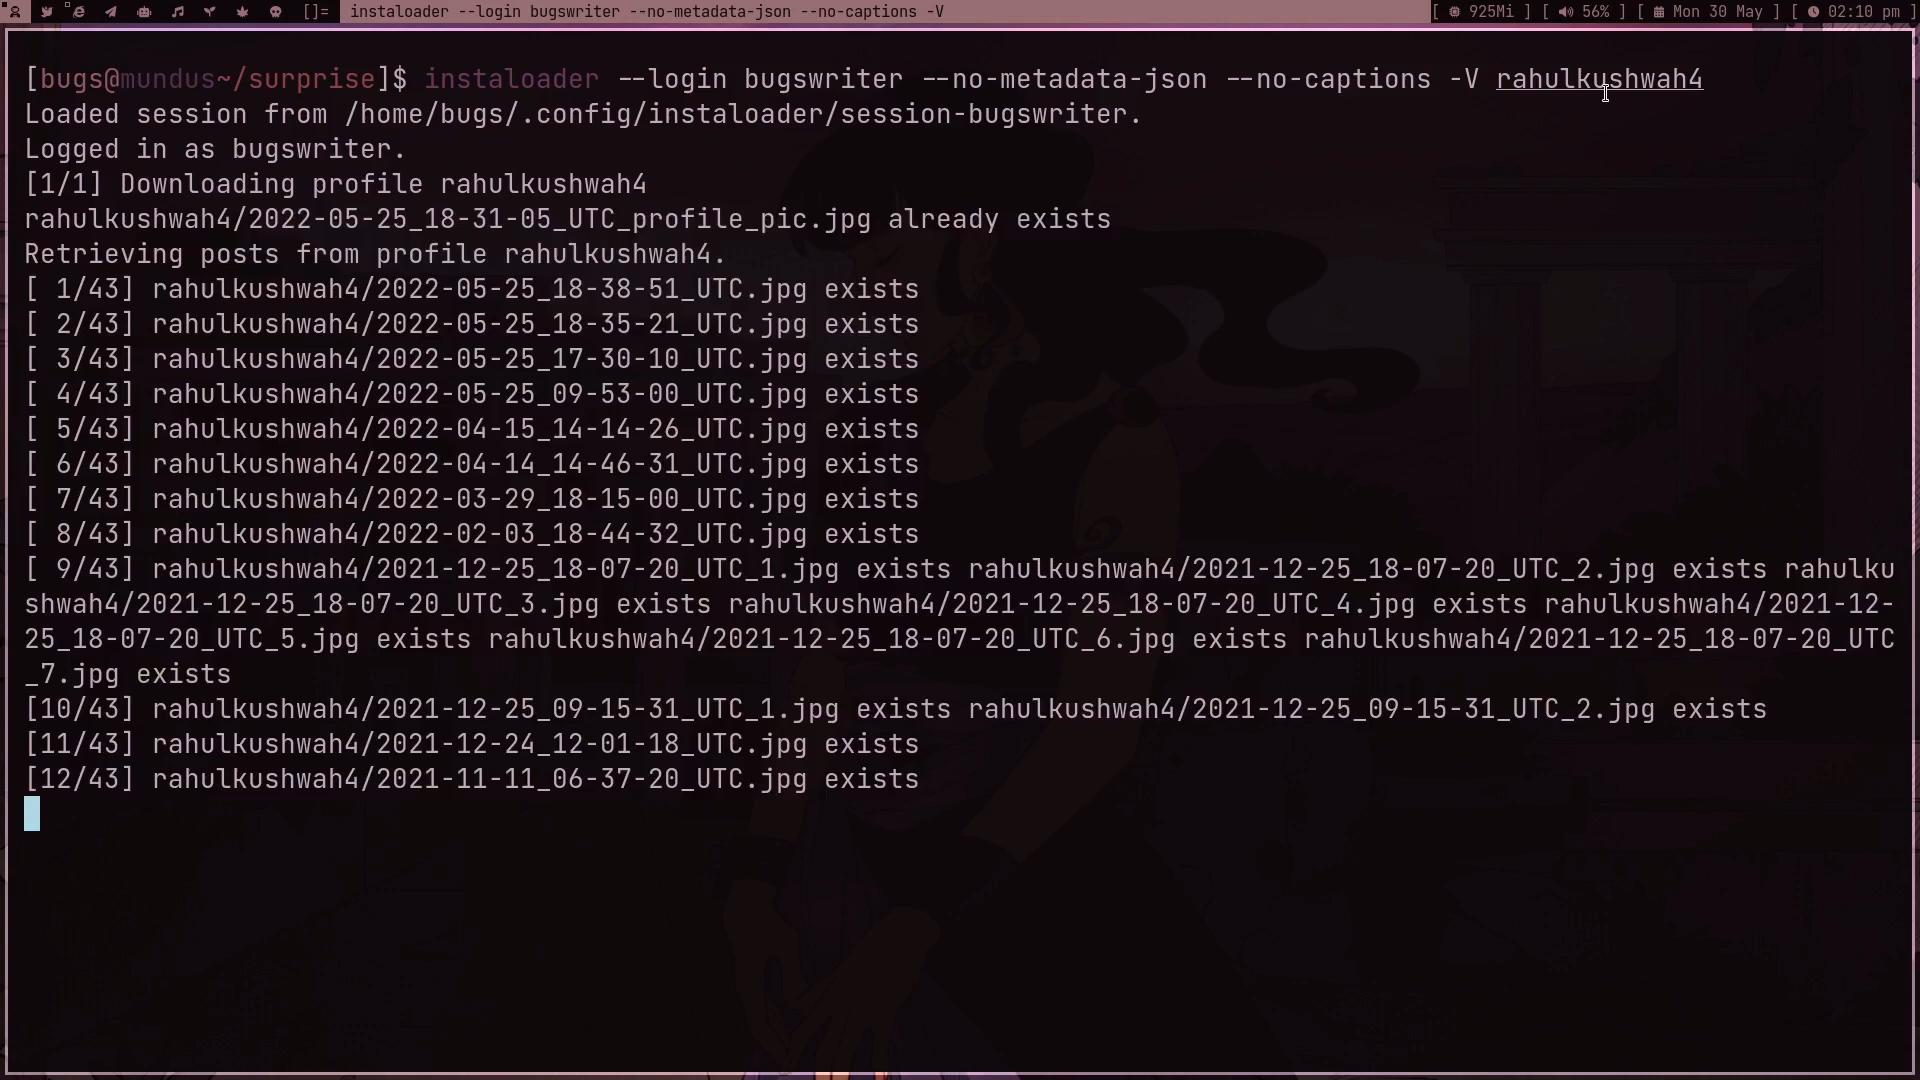 []= instaloader --login bugswriter --no-metadata-json --no-captions -V [ 925Mi ] [ 56% ] [ Mon 30 May ] [ 02:10 pm ]
[bugs@mundus~/surprise]$ instaloader --login bugswriter --no-metadata-json --no-captions -V rahulkushwah4
Loaded session from /home/bugs/.config/instaloader/session-bugswriter.
Logged in as bugswriter.
[1/1] Downloading profile rahulkushwah4
rahulkushwah4/2022-05-25_18-31-05_UTC_profile_pic.jpg already exists
Retrieving posts from profile rahulkushwah4.
[ 1/43] rahulkushwah4/2022-05-25_18-38-51_UTC.jpg exists
[ 2/43] rahulkushwah4/2022-05-25_18-35-21_UTC.jpg exists
[ 3/43] rahulkushwah4/2022-05-25_17-30-10_UTC.jpg exists
[ 4/43] rahulkushwah4/2022-05-25_09-53-00_UTC.jpg exists
[ 5/43] rahulkushwah4/2022-04-15_14-14-26_UTC.jpg exists
[ 6/43] rahulkushwah4/2022-04-14_14-46-31_UTC.jpg exists
[ 7/43] rahulkushwah4/2022-03-29_18-15-00_UTC.jpg exists
[ 8/43] rahulkushwah4/2022-02-03_18-44-32_UTC.jpg exists
[ 9/43] rahulkushwah4/2021-12-25_18-07-20_UTC_1.jpg exists rahulkushwah4/2021-12-25_18-07-20_UTC_2.jpg exists rahulku
shwah4/2021-12-25_18-07-20_UTC_3.jpg exists rahulkushwah4/2021-12-25_18-07-20_UTC_4.jpg exists rahulkushwah4/2021-12-
25_18-07-20_UTC_5.jpg exists rahulkushwah4/2021-12-25_18-07-20_UTC_6.jpg exists rahulkushwah4/2021-12-25_18-07-20_UTC
_7.jpg exists
[10/43] rahulkushwah4/2021-12-25_09-15-31_UTC_1.jpg exists rahulkushwah4/2021-12-25_09-15-31_UTC_2.jpg exists
[11/43] rahulkushwah4/2021-12-24_12-01-18_UTC.jpg exists
[12/43] rahulkushwah4/2021-11-11_06-37-20_UTC.jpg exists